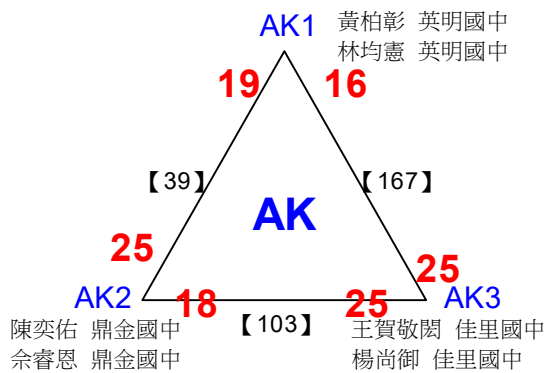 AK1
黃柏彰 英明國中
林均憲 英明國中
19
16
【39】
【167】
AK
25
25
AK2
18
25
AK3
【103】
陳奕佑 鼎金國中
佘睿恩 鼎金國中
王賀敬閎 佳里國中
楊尚御 佳里國中